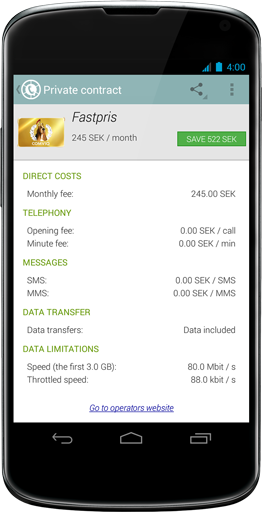 4:00
Private contract
Fastpris
245 SEK / month
SAVE 522 SEK
DIRECT COSTS
Monthly fee: 245.00 SEK
TELEPHONY
Opening fee: 0.00 SEK / call
Minute fee: 0.00 SEK / min
MESSAGES
SMS: 0.00 SEK / SMS
MMS: 0.00 SEK / MMS
DATA TRANSFER
Data transfers: Data included
DATA LIMITATIONS
Speed (the first 3.0 GB): 80.0 Mbit / s
Throttled speed: 88.0 kbit / s
Go to operators website